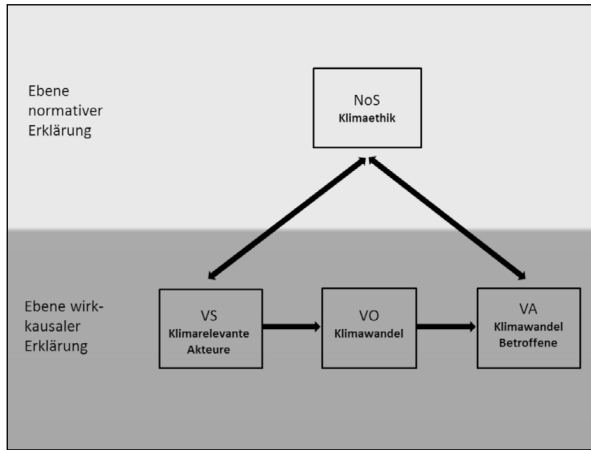 Ebene
normativer
Erklärung
NoS
Klimaethik
Ebene wirk-
kausaler
Erklärung
VS
Klimarelevante
Akteure
VO
Klimawandel
VA
Klimawandel
Betroffene